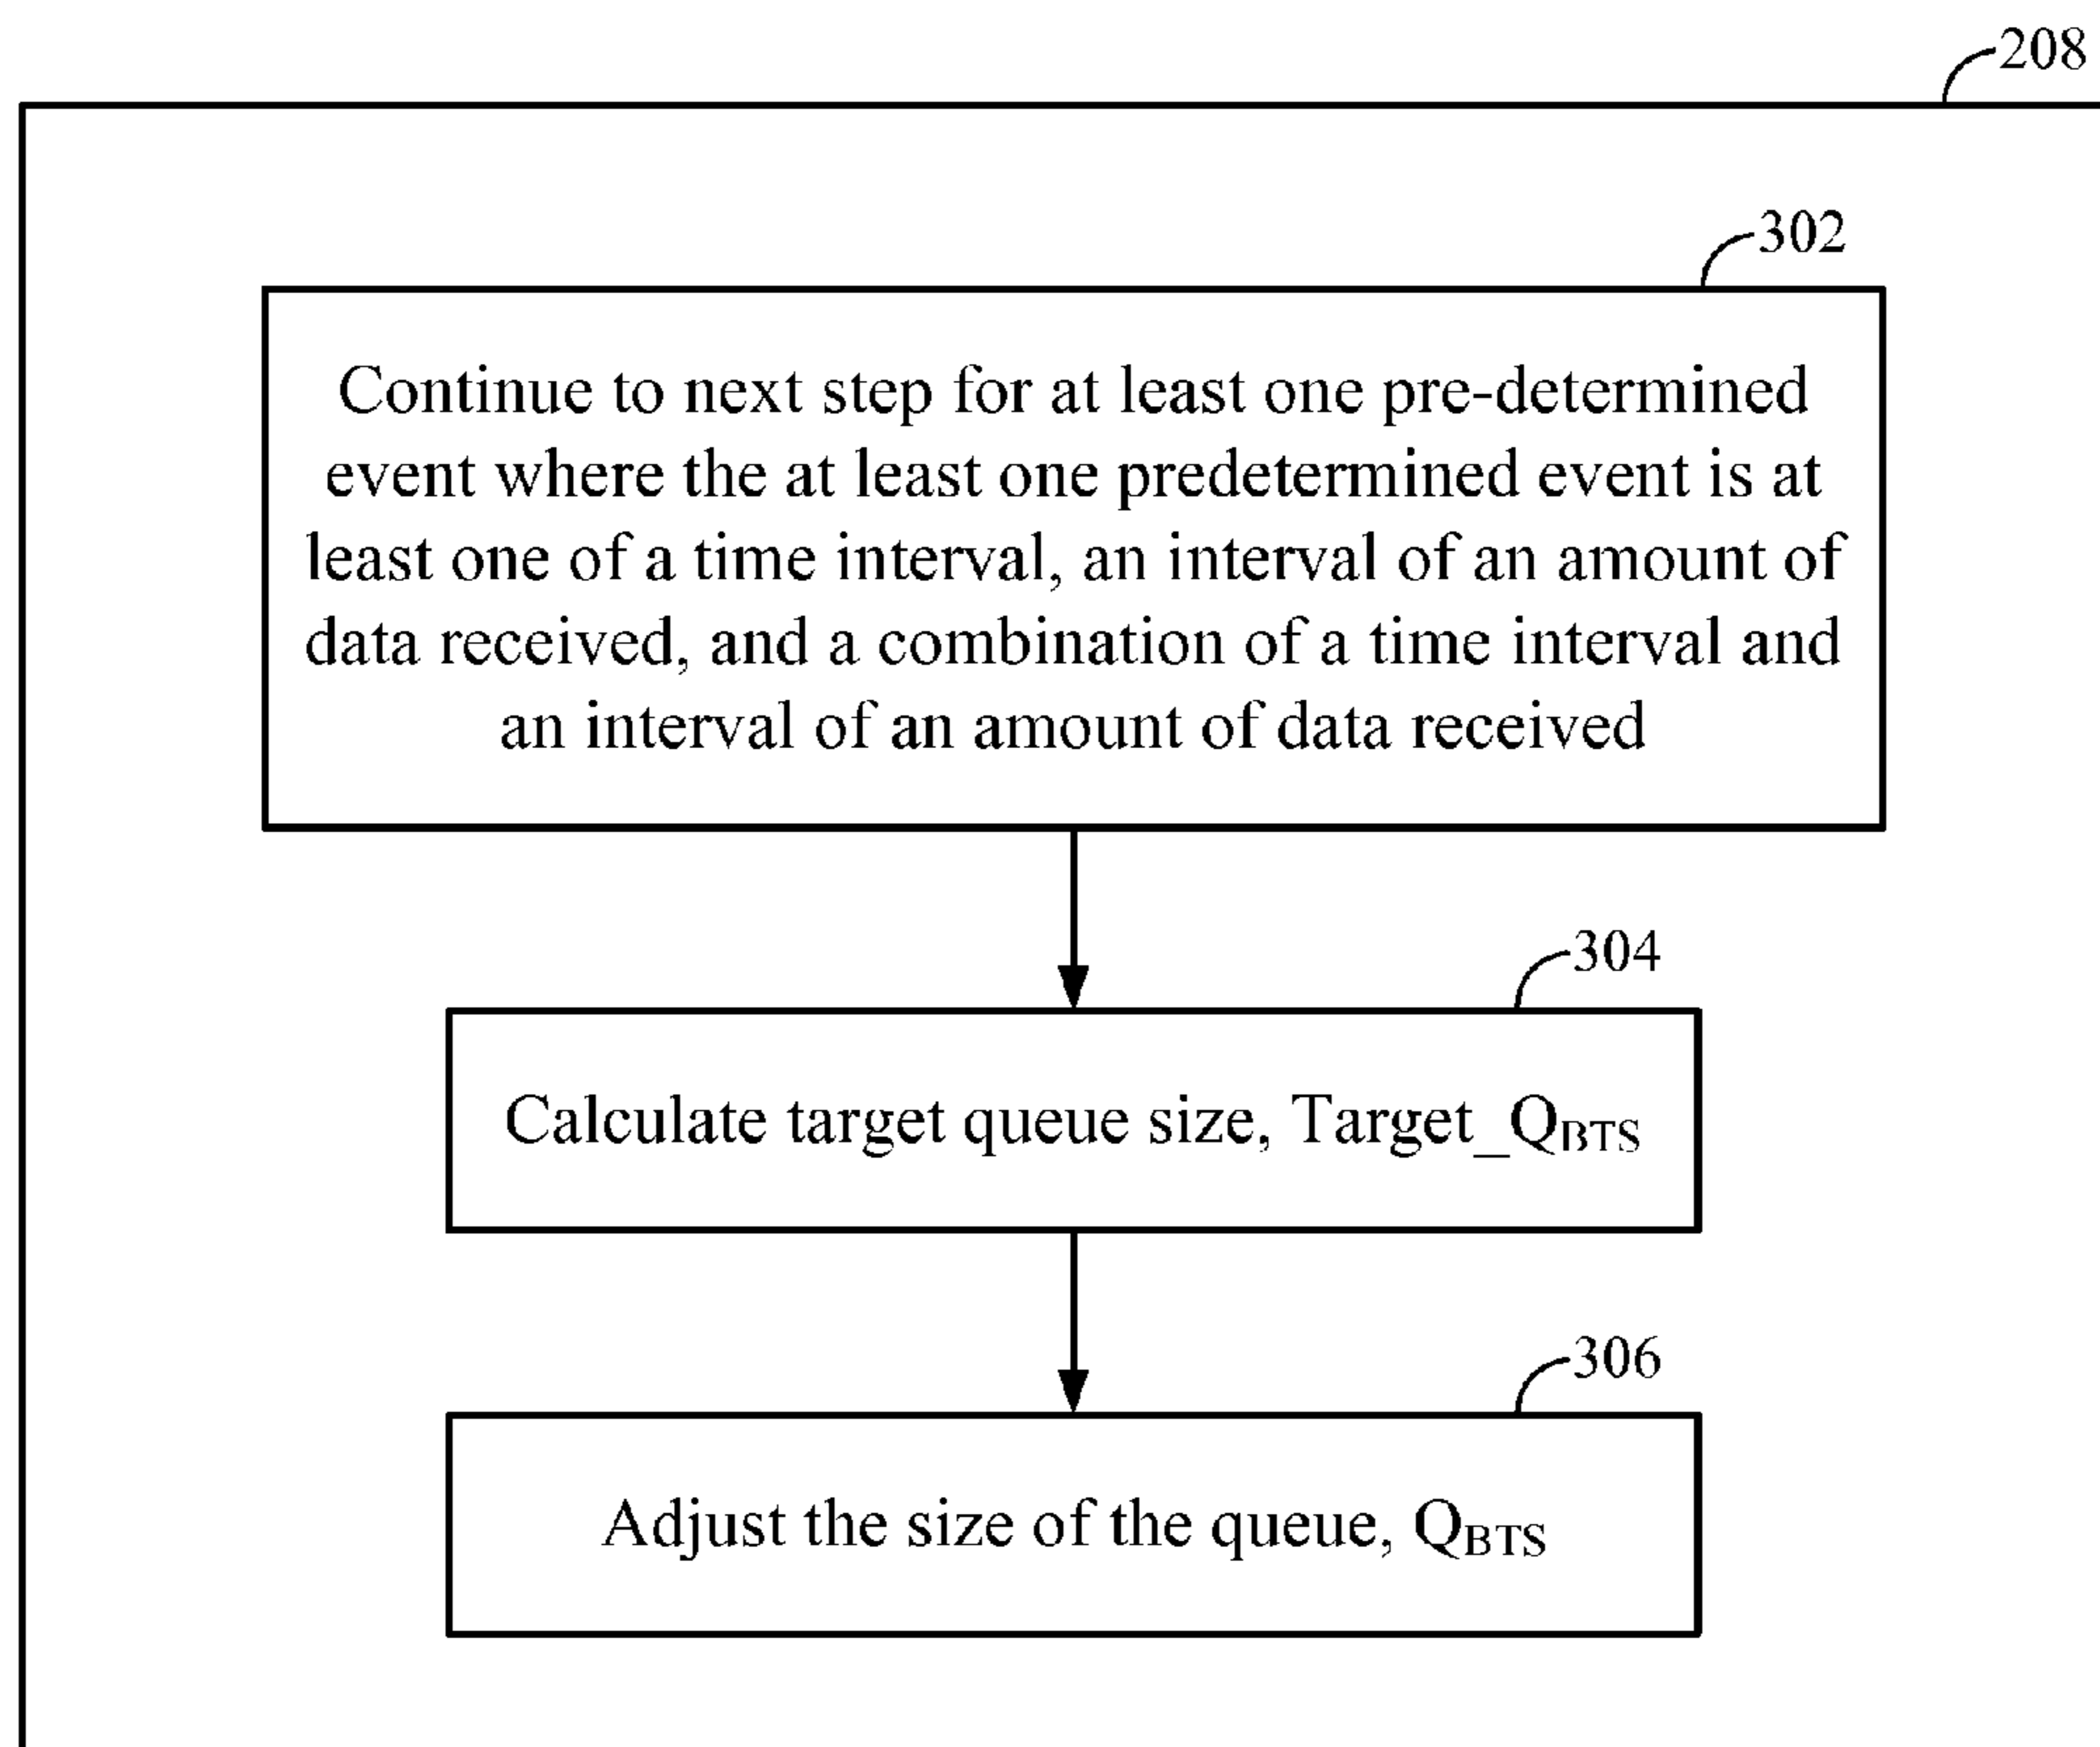 208
302
Continue to next step for at least one pre-determined
event where the at least one predetermined event is at
least one of a time interval, an interval of an amount of
data received, and a combination of a time interval and
an interval of an amount of data received
304
Calculate target queue size, Target_Q_BTS
306
Adjust the size of the queue, Q_BTS